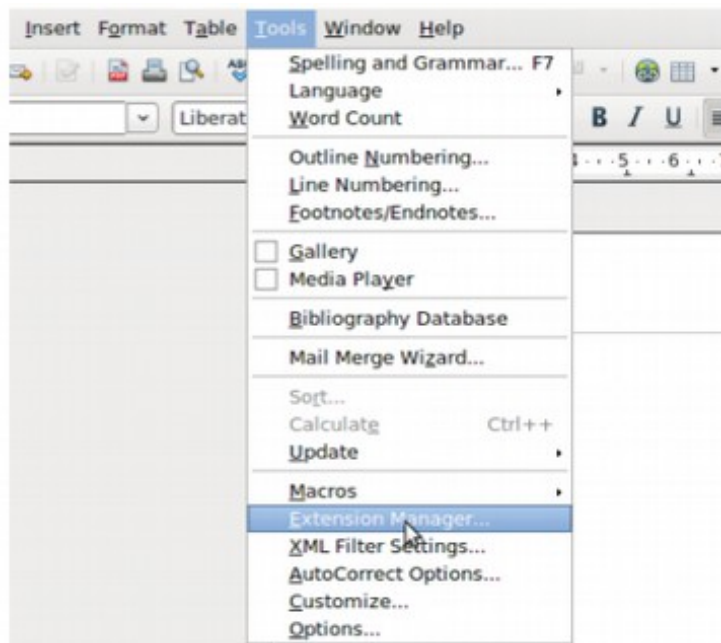 Insert Format Table Tools Window Help
Liberat
B I U
5 6
Spelling and Grammar... F7
Language
Word Count
Outline Numbering...
Line Numbering...
Footnotes/Endnotes...
Gallery
Media Player
Bibliography Database
Mail Merge Wizard...
Sort...
Calculate Ctrl++
Update
Macros
Extension Manager...
XML Filter Settings...
AutoCorrect Options...
Customize...
Options...